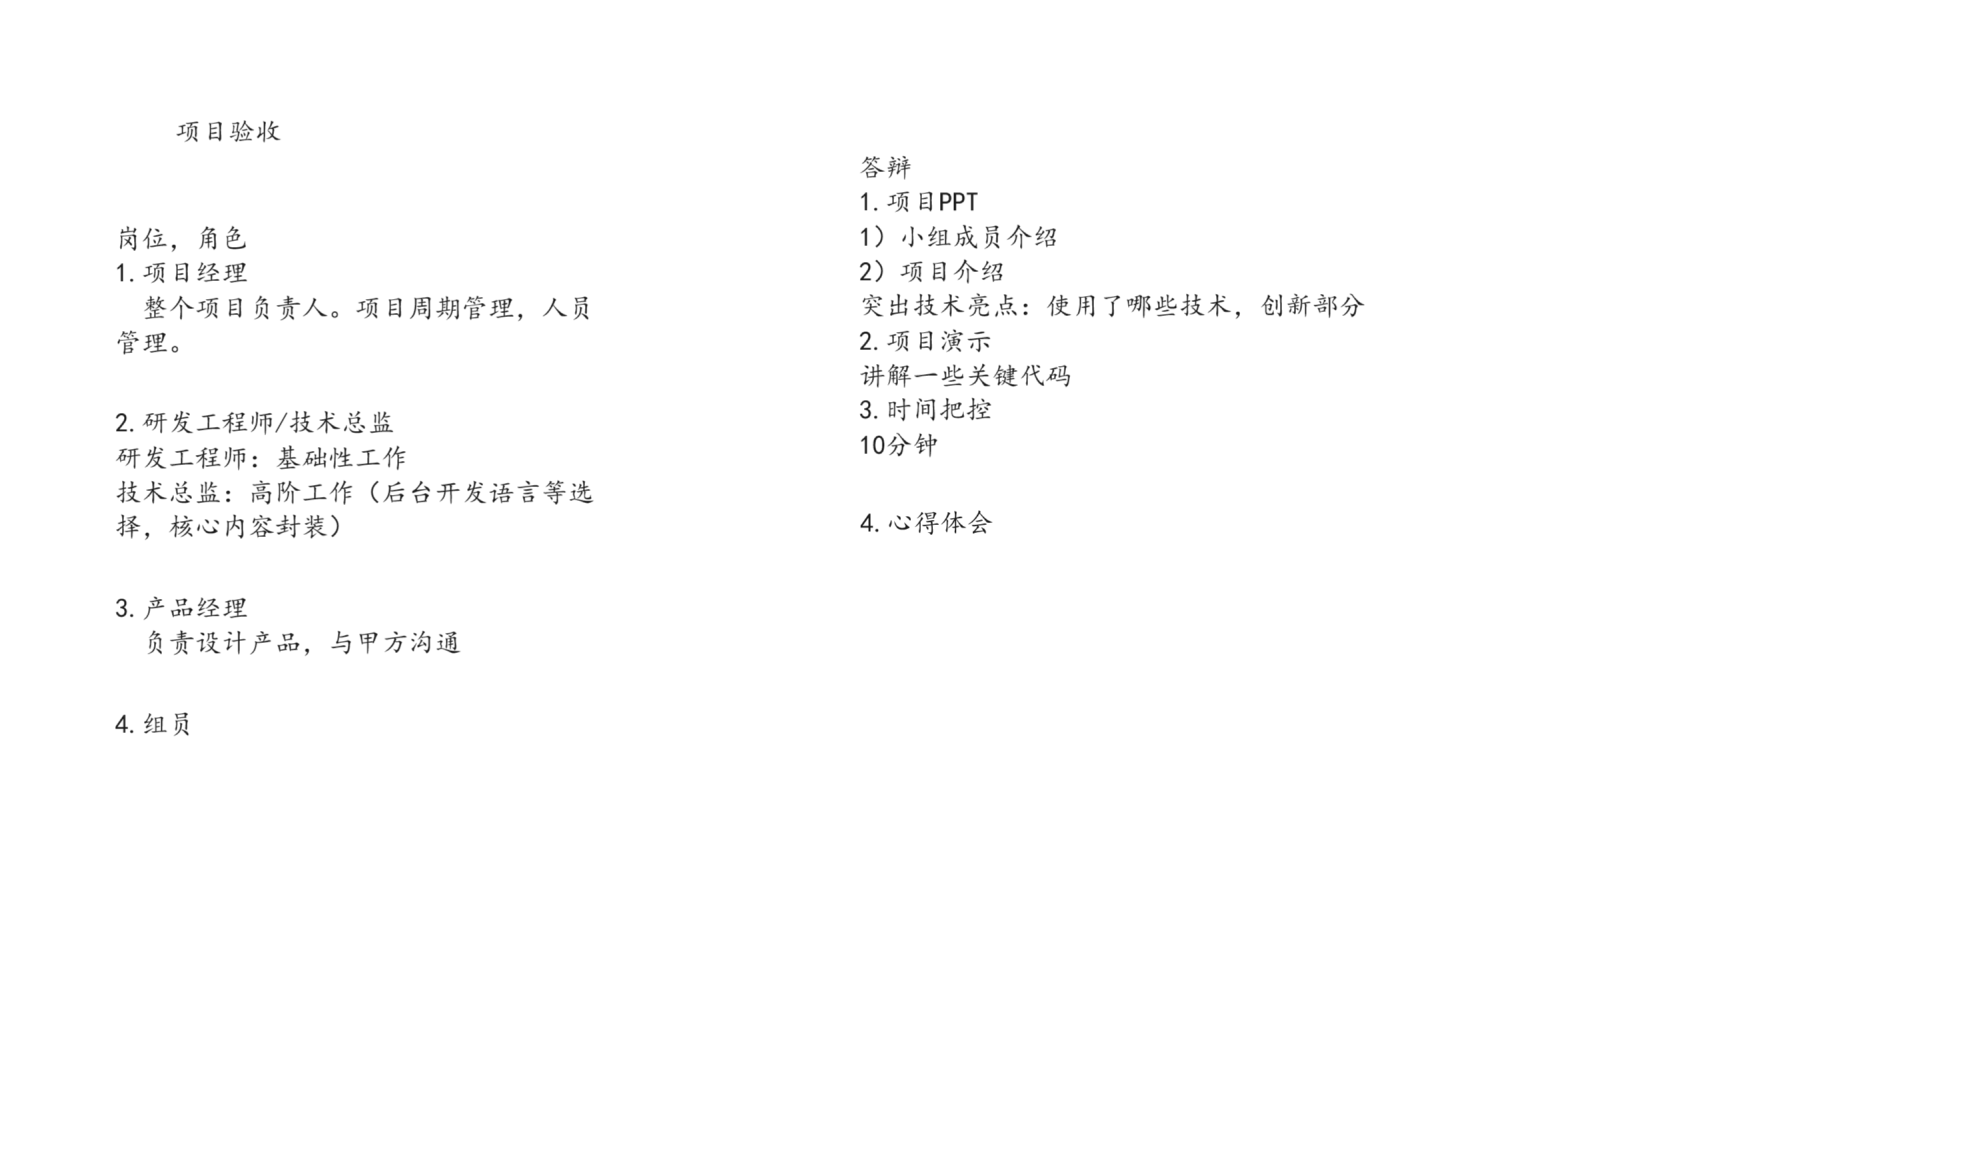 项目验收
岗位，角色
1.项目经理
整个项目负责人。项目周期管理，人员
管理。
2.研发工程师/技术总监
研发工程师：基础性工作
技术总监：高阶工作（后台开发语言等选
择，核心内容封装）
3.产品经理
负责设计产品，与甲方沟通
4.组员
答辩
1.项目PPT
1）小组成员介绍
2）项目介绍
突出技术亮点：使用了哪些技术，创新部分
2.项目演示
讲解一些关键代码
3.时间把控
10分钟
4.心得体会